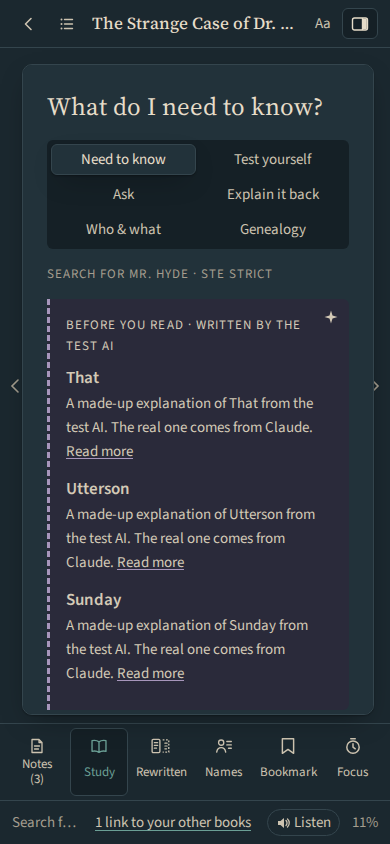 The Strange Case of Dr. ...
Aa
What do I need to know?
Need to know
Test yourself
Ask
Explain it back
Who & what
Genealogy
SEARCH FOR MR. HYDE · STE STRICT
BEFORE YOU READ · WRITTEN BY THE
TEST AI
That
A made-up explanation of That from the
test AI. The real one comes from Claude.
Read more
Utterson
A made-up explanation of Utterson from
the test AI. The real one comes from
Claude. Read more
Sunday
A made-up explanation of Sunday from
the test AI. The real one comes from
Claude. Read more
Notes
(3)
Study
Rewritten
Names
Bookmark
Focus
Search f...
1 link to your other books
Listen
11%